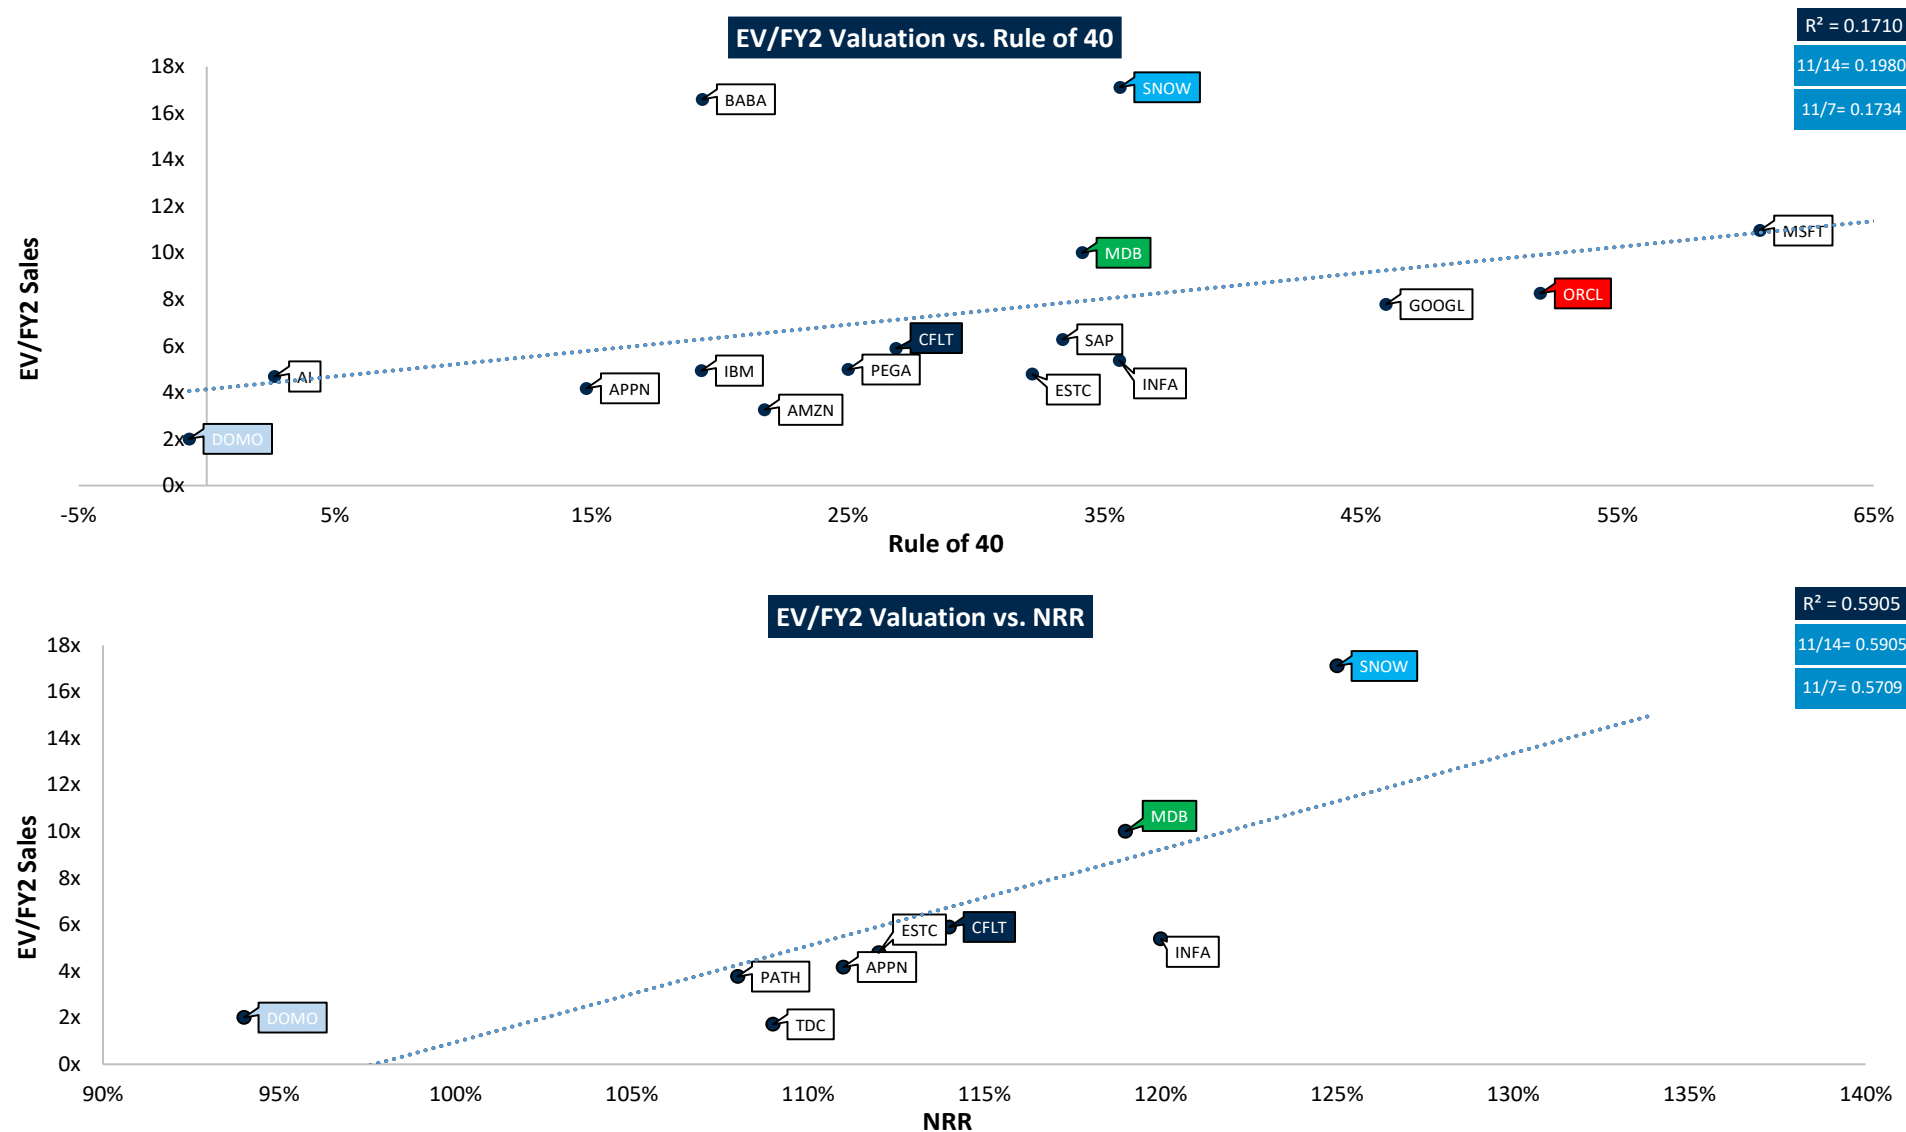 EV/FY2 Valuation vs. Rule of 40
R² = 0.1710
11/14= 0.1980
11/7= 0.1734
18x
16x
14x
12x
10x
8x
6x
4x
2x
0x
EV/FY2 Sales
BABA
SNOW
MDB
MSFT
ORCL
GOOGL
CFLT
SAP
AI
IBM
PEGA
INFA
APPN
ESTC
AMZN
DOMO
-5%
5%
15%
25%
35%
45%
55%
65%
Rule of 40
EV/FY2 Valuation vs. NRR
R² = 0.5905
11/14= 0.5905
11/7= 0.5709
18x
16x
14x
12x
10x
8x
6x
4x
2x
0x
EV/FY2 Sales
SNOW
MDB
ESTC
CFLT
INFA
APPN
PATH
DOMO
TDC
90%
95%
100%
105%
110%
115%
120%
125%
130%
135%
140%
NRR